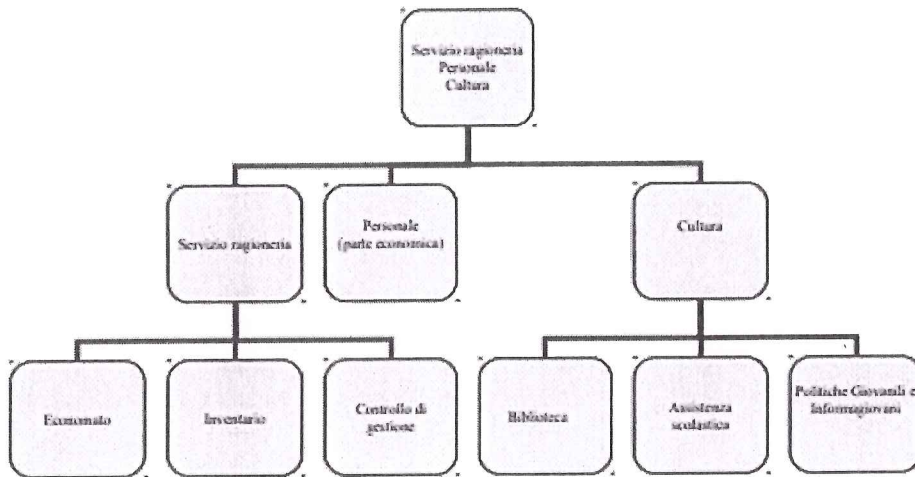 Servizio ragioneria
Personale
Cultura
Servizio ragioneria
Personale
(parte economica)
Cultura
Economato
Inventario
Controllo di
gestione
Biblioteca
Assistenza
scolastica
Politiche Giovanili e
Informagiovani